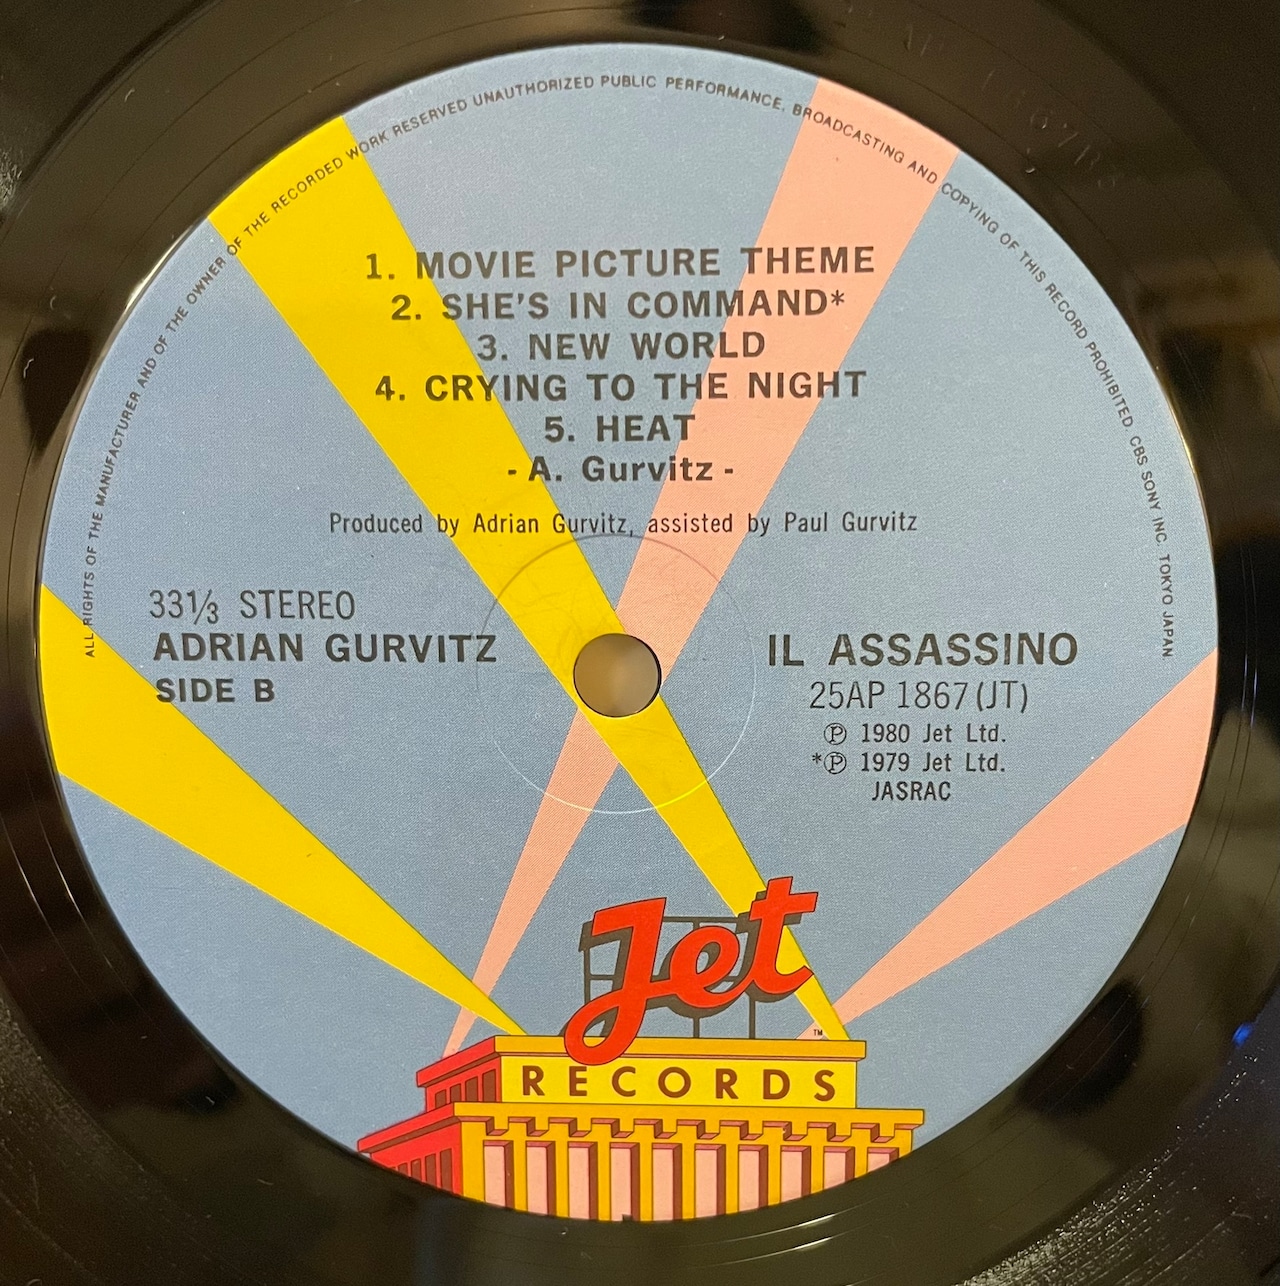 ALL RIGHTS OF THE MANUFACTURER AND OF THE OWNER OF THE RECORDED WORK RESERVED UNAUTHORIZED PUBLIC PERFORMANCE, BROADCASTING AND COPYING OF THIS RECORD PROHIBITED. CBS SONY INC. TOKYO JAPAN.
1. MOVIE PICTURE THEME
2. SHE'S IN COMMAND*
3. NEW WORLD
4. CRYING TO THE NIGHT
5. HEAT
- A. Gurvitz -
Produced by Adrian Gurvitz, assisted by Paul Gurvitz
33⅓ STEREO
ADRIAN GURVITZ
SIDE B
IL ASSASSINO
25AP 1867 (JT)
Ⓟ 1980 Jet Ltd.
*Ⓟ 1979 Jet Ltd.
JASRAC
Jet
TM
RECORDS